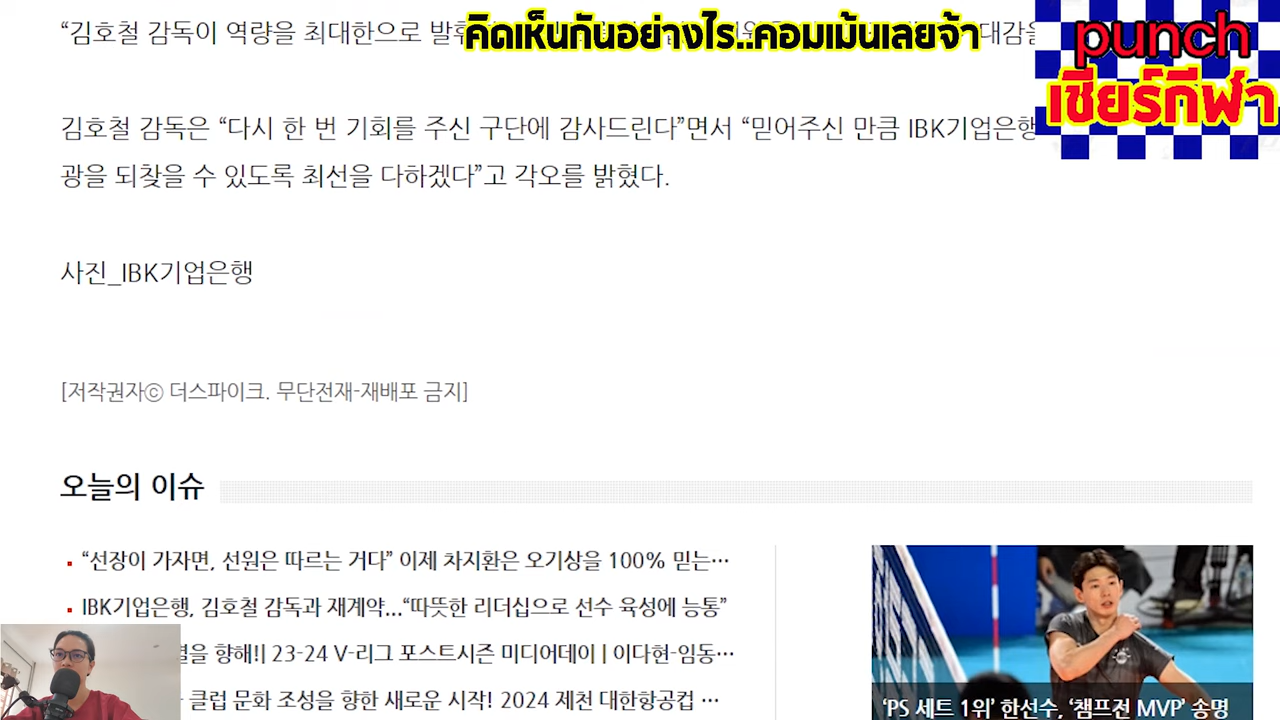 “김호철 감독이 역량을 최대한으로 발휘
คิดเห็นกันอย่างไร..คอมเม้นเลยจ้า
punch
เชียร์กีฬา
김호철 감독은 “다시 한 번 기회를 주신 구단에 감사드린다”면서 “믿어주신 만큼 IBK기업은행
광을 되찾을 수 있도록 최선을 다하겠다”고 각오를 밝혔다.
사진_IBK기업은행
[저작권자ⓒ 더스파이크. 무단전재-재배포 금지]
오늘의 이슈
“선장이 가자면, 선원은 따르는 거다” 이제 차지환은 오기상을 100% 믿는…
IBK기업은행, 김호철 감독과 재계약…“따뜻한 리더십으로 선수 육성에 능통”
을 향해!| 23-24 V-리그 포스트시즌 미디어데이 | 이다현-임동…
클럽 문화 조성을 향한 새로운 시작! 2024 제천 대한항공컵 …
‘PS 세트 1위’ 한선수, ‘챔프전 MVP’ 송명